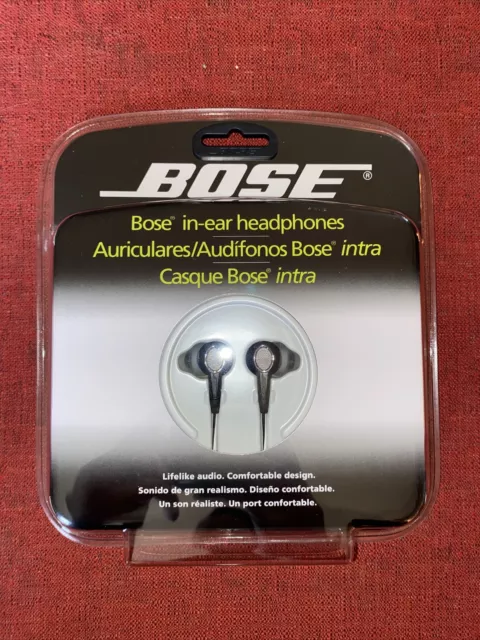 BOSE®
Bose® in-ear headphones
Auriculares/Audífonos Bose® intra
Casque Bose® intra
Lifelike audio. Comfortable design.
Sonido de gran realismo. Diseño confortable.
Un son réaliste. Un port confortable.